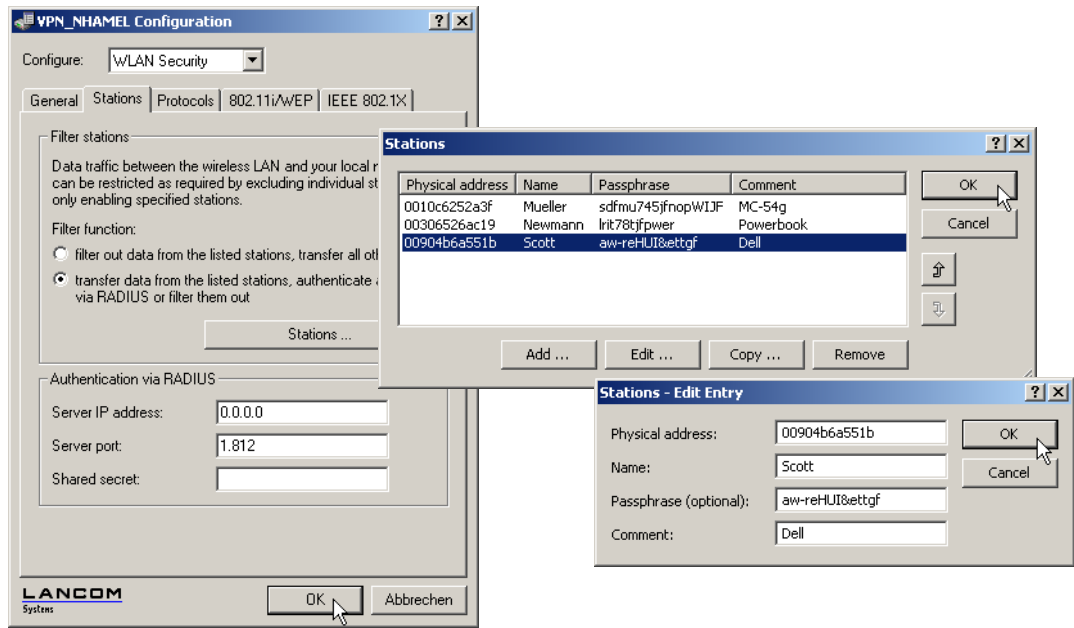 VPN_NHAMEL Configuration
Configure: WLAN Security
General Stations Protocols 802.11i/WEP IEEE 802.1X
Filter stations
Data traffic between the wireless LAN and your local
can be restricted as required by excluding individual
only enabling specified stations.
Filter function:
filter out data from the listed stations, transfer all
transfer data from the listed stations, authenticate
via RADIUS or filter them out
Stations ...
Authentication via RADIUS
Server IP address: 0.0.0.0
Server port: 1.812
Shared secret:
LANCOM
Systems
OK Abbrechen
Stations
Physical address Name Passphrase Comment
0010c6252a3f Mueller sdfmu745jfnopWIJF MC-54g
00306526ac19 Newmann lrit78tjfpwer Powerbook
00904b6a551b Scott aw-reHUI&ettgf Dell
OK
Cancel
Add ... Edit ... Copy ... Remove
Stations - Edit Entry
Physical address: 00904b6a551b
Name: Scott
Passphrase (optional): aw-reHUI&ettgf
Comment: Dell
OK
Cancel